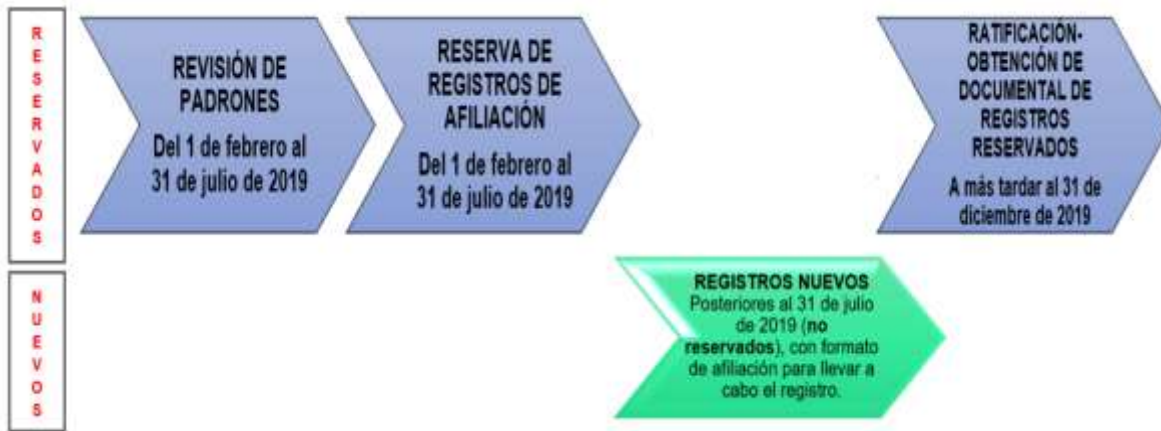 RESERVADOS
REVISIÓN DE
PADRONES
Del 1 de febrero al
31 de julio de 2019
RESERVA DE
REGISTROS DE
AFILIACIÓN
Del 1 de febrero al
31 de julio de 2019
RATIFICACIÓN-
OBTENCIÓN DE
DOCUMENTAL DE
REGISTROS
RESERVADOS
A más tardar al 31 de
diciembre de 2019
NUEVOS
REGISTROS NUEVOS
Posteriores al 31 de julio
de 2019 (no
reservados), con formato
de afiliación para llevar a
cabo el registro.